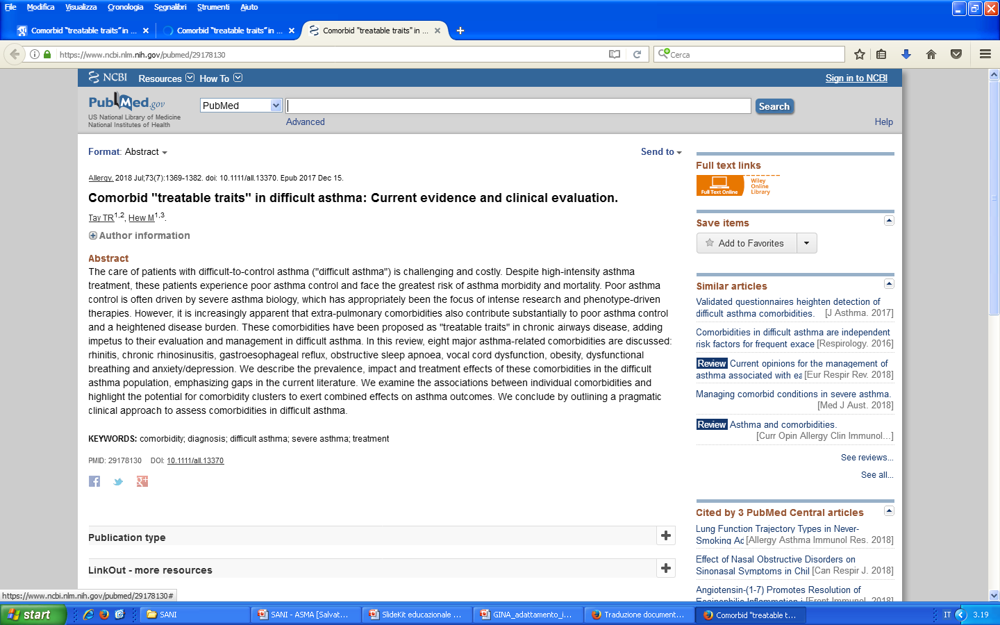 File Modifica Visualizza Cronologia Segnalibri Strumenti Aiuto
Comorbid "treatable traits" in ...
Comorbid "treatable traits" in ...
Comorbid "treatable traits" in ...
https://www.ncbi.nlm.nih.gov/pubmed/29178130
Cerca
NCBI Resources How To Sign in to NCBI
PubMed.gov
US National Library of Medicine
National Institutes of Health
PubMed
Search
Advanced
Help
Format: Abstract
Send to
Allergy. 2018 Jul;73(7):1369-1382. doi: 10.1111/all.13370. Epub 2017 Dec 15.
Comorbid "treatable traits" in difficult asthma: Current evidence and clinical evaluation.
Tay TR1,2, Hew M1,3.
Author information
Abstract
The care of patients with difficult-to-control asthma ("difficult asthma") is challenging and costly. Despite high-intensity asthma
treatment, these patients experience poor asthma control and face the greatest risk of asthma morbidity and mortality. Poor asthma
control is often driven by severe asthma biology, which has appropriately been the focus of intense research and phenotype-driven
therapies. However, it is increasingly apparent that extra-pulmonary comorbidities also contribute substantially to poor asthma control
and a heightened disease burden. These comorbidities have been proposed as "treatable traits" in chronic airways disease, adding
impetus to their evaluation and management in difficult asthma. In this review, eight major asthma-related comorbidities are discussed:
rhinitis, chronic rhinosinusitis, gastroesophageal reflux, obstructive sleep apnoea, vocal cord dysfunction, obesity, dysfunctional
breathing and anxiety/depression. We describe the prevalence, impact and treatment effects of these comorbidities in the difficult
asthma population, emphasizing gaps in the current literature. We examine the associations between individual comorbidities and
highlight the potential for comorbidity clusters to exert combined effects on asthma outcomes. We conclude by outlining a pragmatic
clinical approach to assess comorbidities in difficult asthma.
KEYWORDS: comorbidity; diagnosis; difficult asthma; severe asthma; treatment
PMID: 29178130 DOI: 10.1111/all.13370
Publication type
LinkOut - more resources
Full text links
Full Text Online
Wiley
Online
Library
Save items
Add to Favorites
Similar articles
Validated questionnaires heighten detection of
difficult asthma comorbidities. [J Asthma. 2017]
Comorbidities in difficult asthma are independent
risk factors for frequent exace [Respirology. 2016]
Review Current opinions for the management of
asthma associated with ea [Eur Respir Rev. 2018]
Managing comorbid conditions in severe asthma.
[Med J Aust. 2018]
Review Asthma and comorbidities.
[Curr Opin Allergy Clin Immunol...]
See reviews...
See all...
Cited by 3 PubMed Central articles
Lung Function Trajectory Types in Never-
Smoking Ac [Allergy Asthma Immunol Res. 2018]
Effect of Nasal Obstructive Disorders on
Sinonasal Symptoms in Chil [Can Respir J. 2018]
Angiotensin-(1-7) Promotes Resolution of
Eosinophilic Inflammation i [Front Immunol. 2018]
https://www.ncbi.nlm.nih.gov/pubmed/29178130#
start
SANI
SANI - ASMA [Salvat...
SlideKit educazionale ...
GINA_adattamento_i...
Traduzione document...
Comorbid "treatable t...
IT
3.19